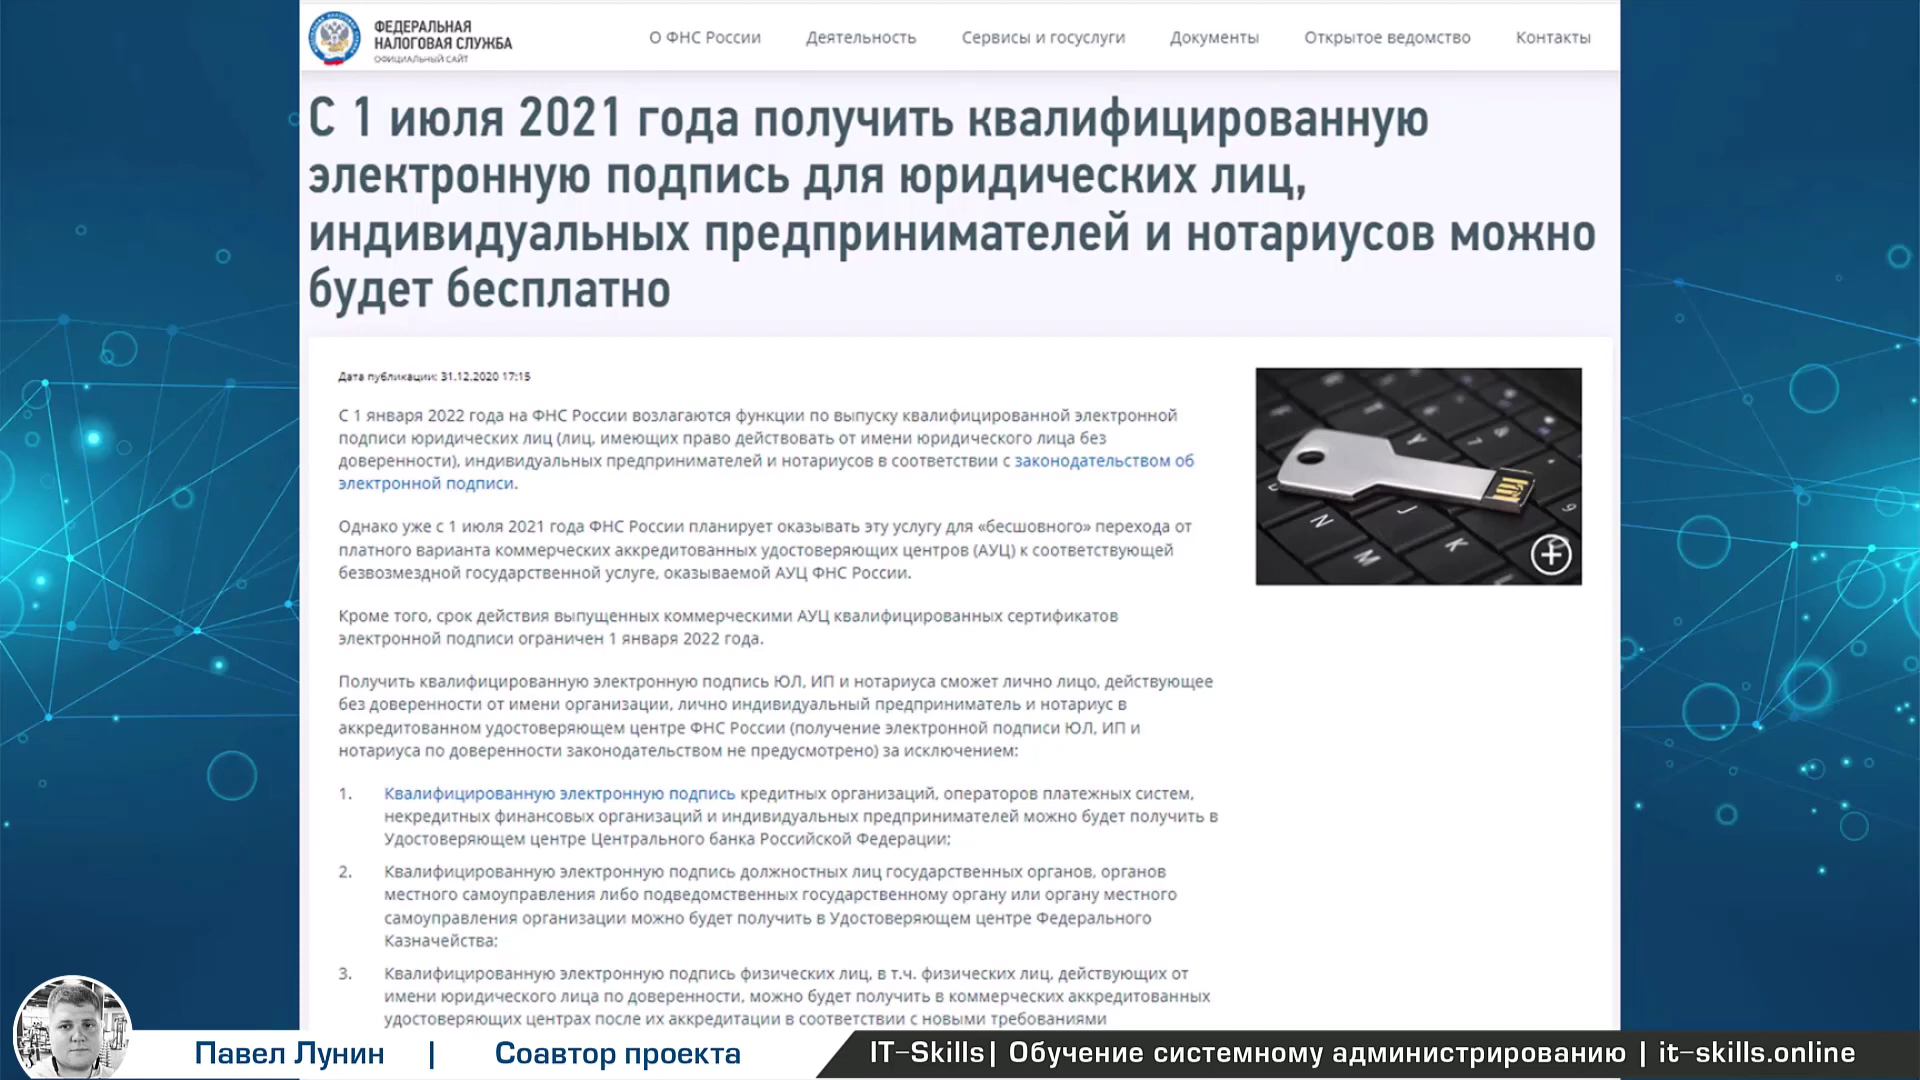 ФЕДЕРАЛЬНАЯ
НАЛОГОВАЯ СЛУЖБА
ОФИЦИАЛЬНЫЙ САЙТ
О ФНС России
Деятельность
Сервисы и госуслуги
Документы
Открытое ведомство
Контакты
С 1 июля 2021 года получить квалифицированную
электронную подпись для юридических лиц,
индивидуальных предпринимателей и нотариусов можно
будет бесплатно
Дата публикации: 31.12.2020 17:15
С 1 января 2022 года на ФНС России возлагаются функции по выпуску квалифицированной электронной
подписи юридических лиц (лиц, имеющих право действовать от имени юридического лица без
доверенности), индивидуальных предпринимателей и нотариусов в соответствии с законодательством об
электронной подписи.
Однако уже с 1 июля 2021 года ФНС России планирует оказывать эту услугу для «бесшовного» перехода от
платного варианта коммерческих аккредитованных удостоверяющих центров (АУЦ) к соответствующей
безвозмездной государственной услуге, оказываемой АУЦ ФНС России.
Кроме того, срок действия выпущенных коммерческими АУЦ квалифицированных сертификатов
электронной подписи ограничен 1 января 2022 года.
Получить квалифицированную электронную подпись ЮЛ, ИП и нотариуса сможет лично лицо, действующее
без доверенности от имени организации, лично индивидуальный предприниматель и нотариус в
аккредитованном удостоверяющем центре ФНС России (получение электронной подписи ЮЛ, ИП и
нотариуса по доверенности законодательством не предусмотрено) за исключением:
1. Квалифицированную электронную подпись кредитных организаций, операторов платежных систем,
некредитных финансовых организаций и индивидуальных предпринимателей можно будет получить в
Удостоверяющем центре Центрального банка Российской Федерации;
2. Квалифицированную электронную подпись должностных лиц государственных органов, органов
местного самоуправления либо подведомственных государственному органу или органу местного
самоуправления организации можно будет получить в Удостоверяющем центре Федерального
Казначейства;
3. Квалифицированную электронную подпись физических лиц, в т.ч. физических лиц, действующих от
имени юридического лица по доверенности, можно будет получить в коммерческих аккредитованных
удостоверяющих центрах после их аккредитации в соответствии с новыми требованиями
Павел Лунин | Соавтор проекта
IT-Skills| Обучение системному администрированию | it-skills.online